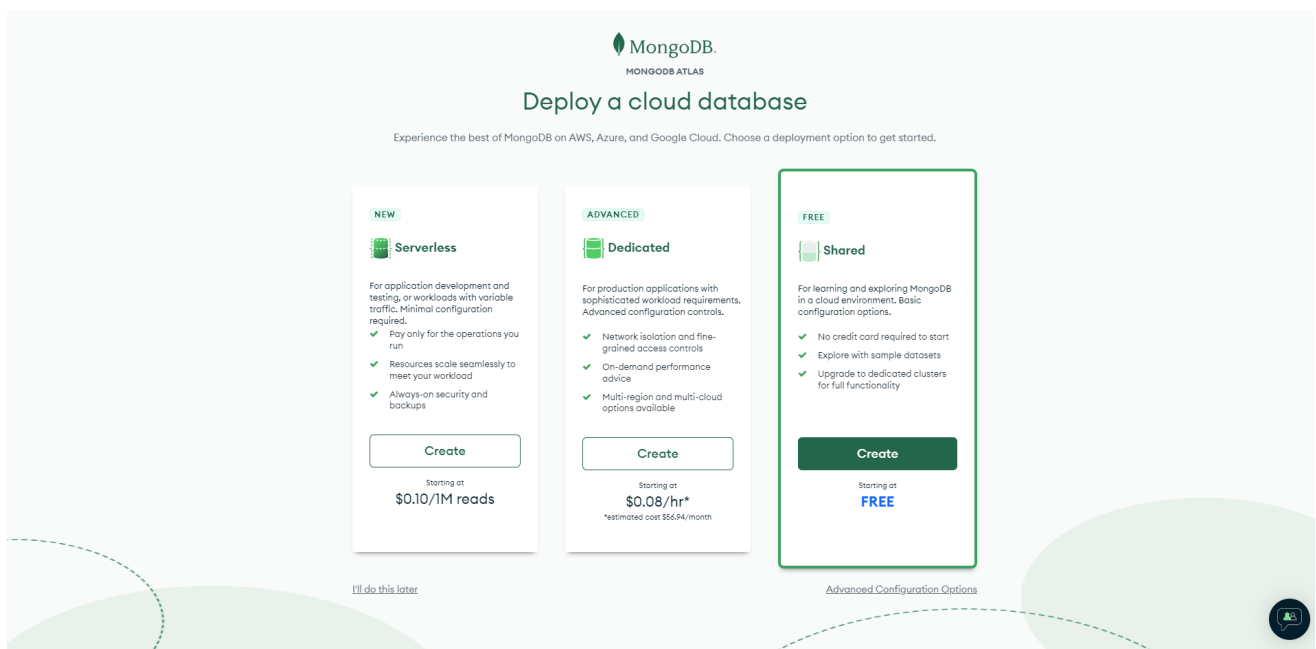 MongoDB.
MONGODB ATLAS
Deploy a cloud database
Experience the best of MongoDB on AWS, Azure, and Google Cloud. Choose a deployment option to get started.
NEW
Serverless
For application development and
testing, or workloads with variable
traffic. Minimal configuration
required.
Pay only for the operations you
run
Resources scale seamlessly to
meet your workload
Always-on security and
backups
Create
Starting at
$0.10/1M reads
ADVANCED
Dedicated
For production applications with
sophisticated workload requirements.
Advanced configuration controls.
Network isolation and fine-
grained access controls
On-demand performance
advice
Multi-region and multi-cloud
options available
Create
Starting at
$0.08/hr*
*estimated cost $56.94/month
FREE
Shared
For learning and exploring MongoDB
in a cloud environment. Basic
configuration options.
No credit card required to start
Explore with sample datasets
Upgrade to dedicated clusters
for full functionality
Create
Starting at
FREE
I'll do this later
Advanced Configuration Options